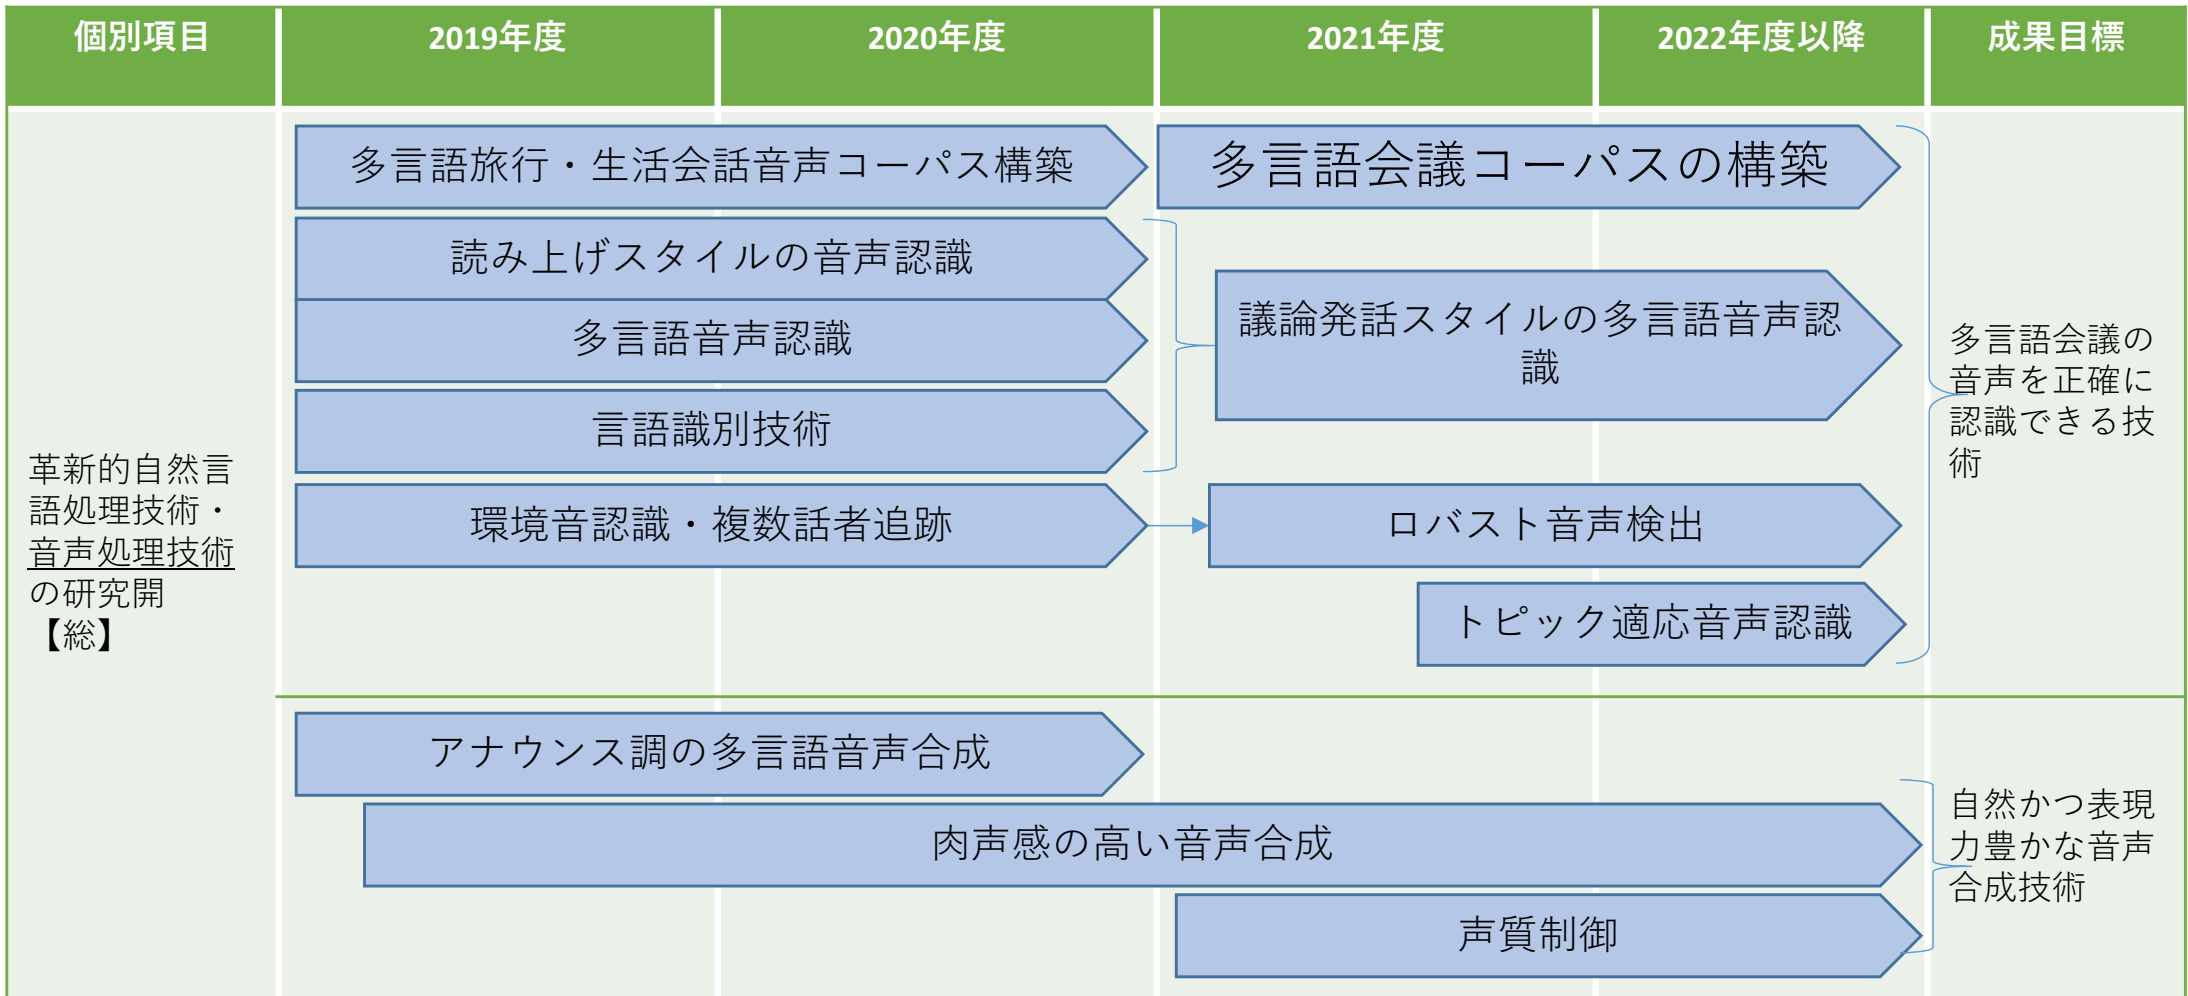 個別項目
2019年度
2020年度
2021年度
2022年度以降
成果目標
革新的自然言
語処理技術・
音声処理技術
の研究開
【総】
多言語旅行・生活会話音声コーパス構築
多言語会議コーパスの構築
読み上げスタイルの音声認識
多言語音声認識
言語識別技術
議論発話スタイルの多言語音声認
識
環境音認識・複数話者追跡
ロバスト音声検出
トピック適応音声認識
多言語会議の
音声を正確に
認識できる技
術
アナウンス調の多言語音声合成
肉声感の高い音声合成
声質制御
自然かつ表現
力豊かな音声
合成技術